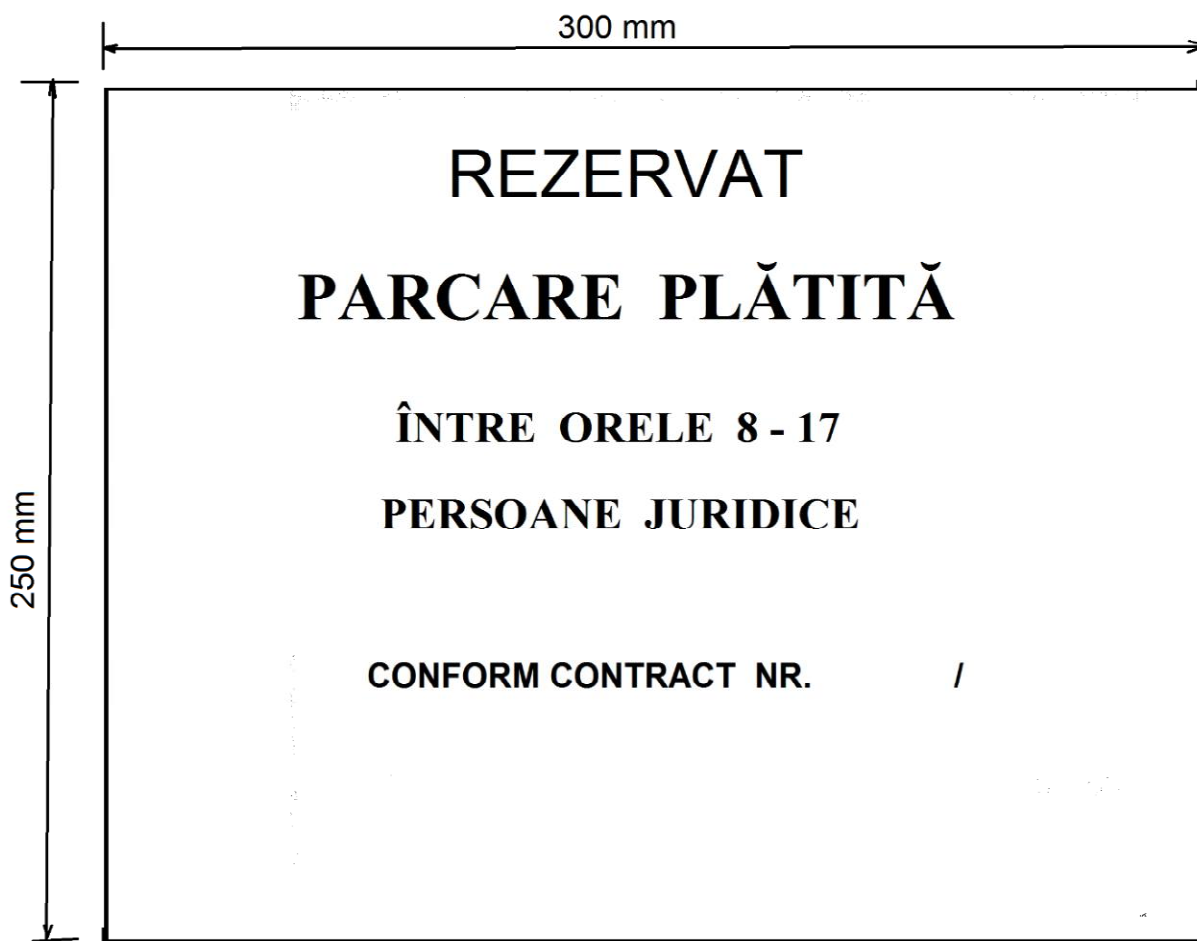 300 mm
REZERVAT
PARCARE PLĂTITĂ
ÎNTRE ORELE 8 - 17
250 mm
PERSOANE JURIDICE
CONFORM CONTRACT NR. /